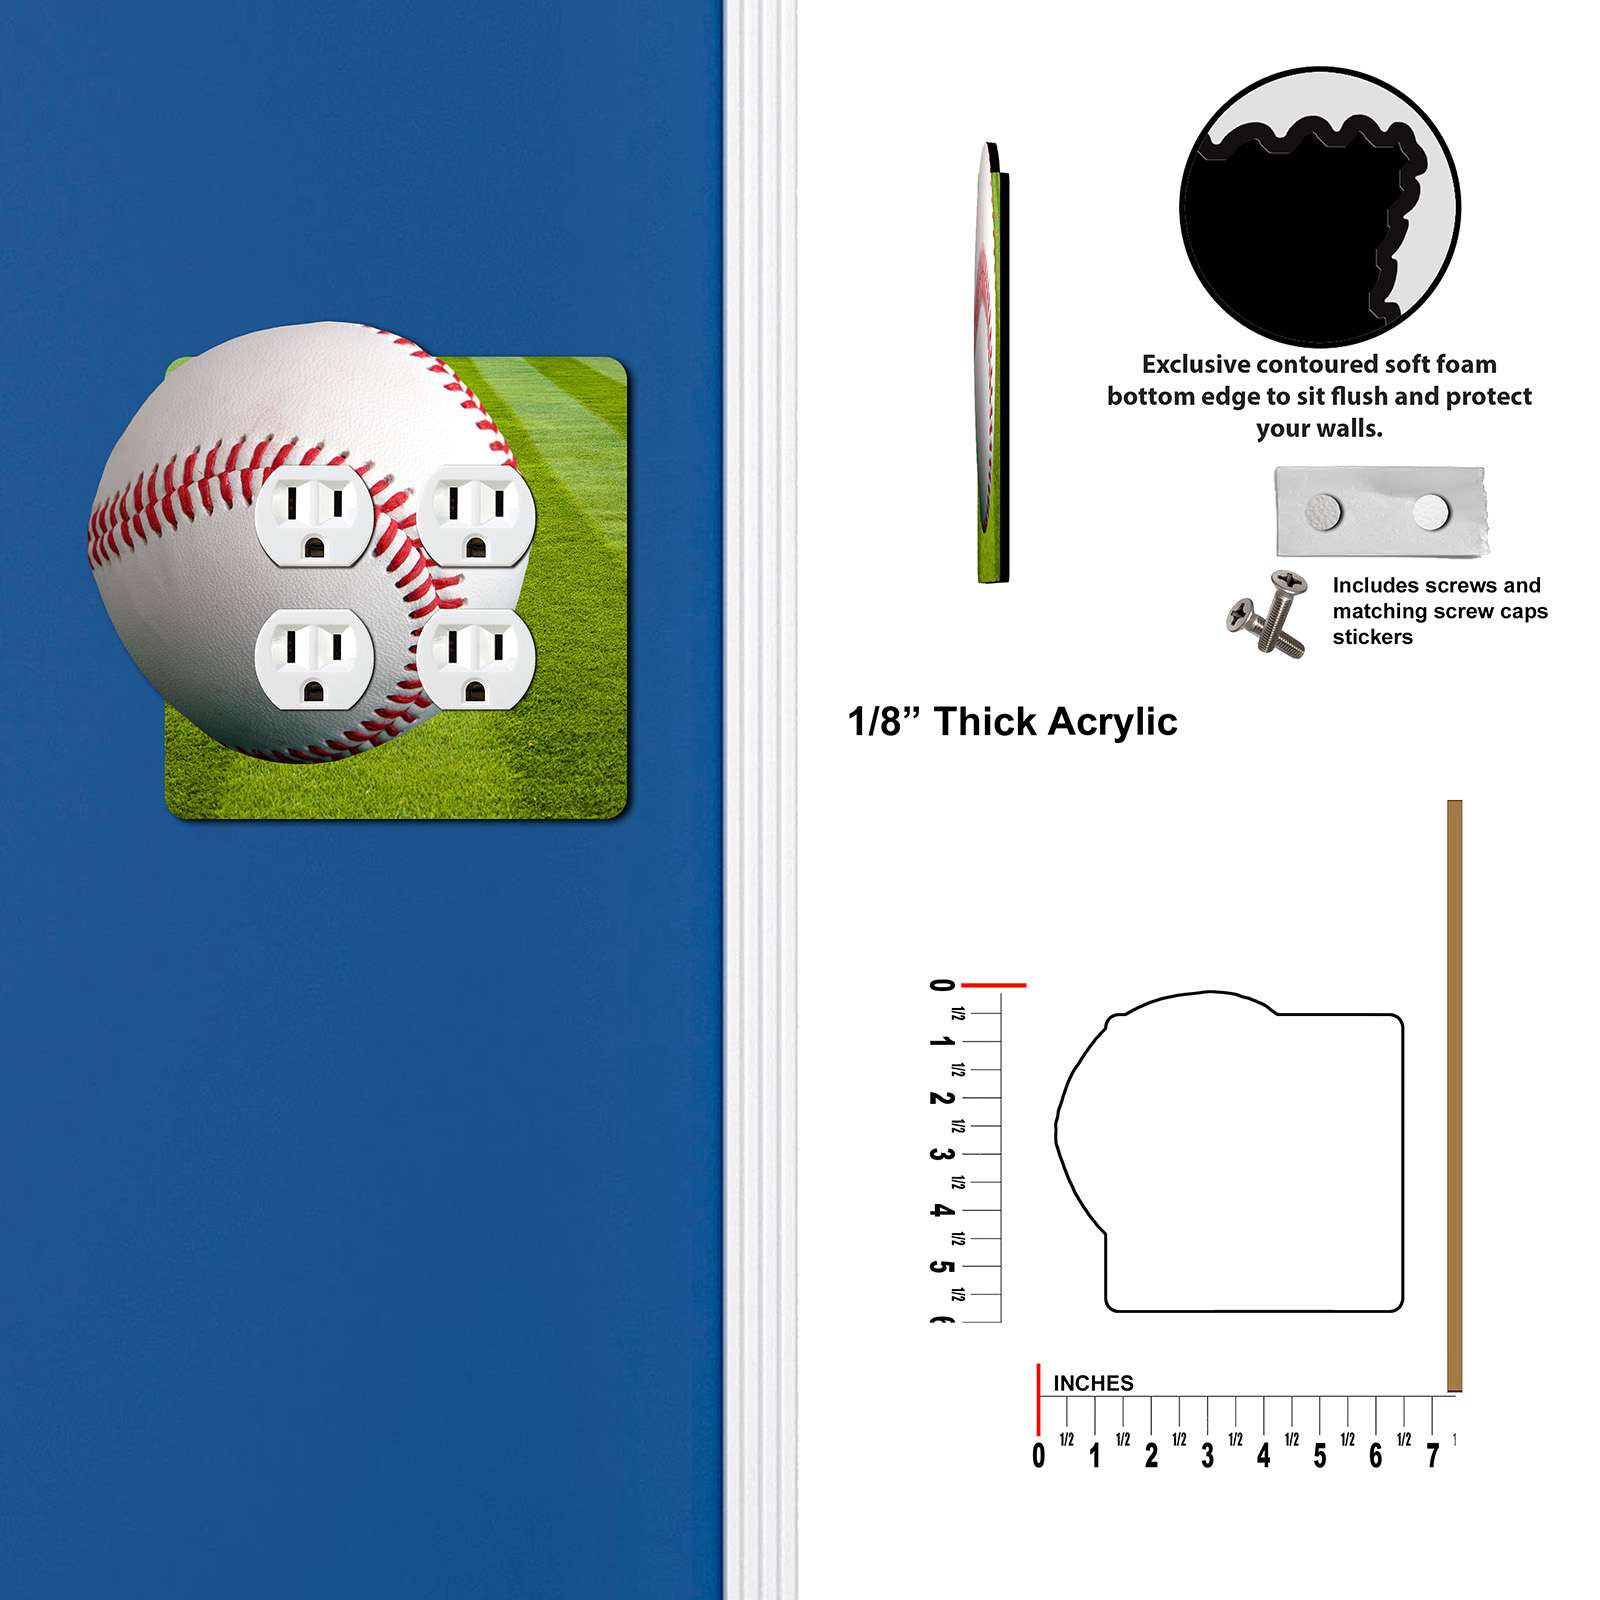 Exclusive contoured soft foam
bottom edge to sit flush and protect
your walls.
Includes screws and
matching screw caps
stickers
1/8” Thick Acrylic
0
1/2
1
1/2
2
1/2
3
1/2
4
1/2
5
1/2
INCHES
0 1/2 1 1/2 2 1/2 3 1/2 4 1/2 5 1/2 6 1/2 7